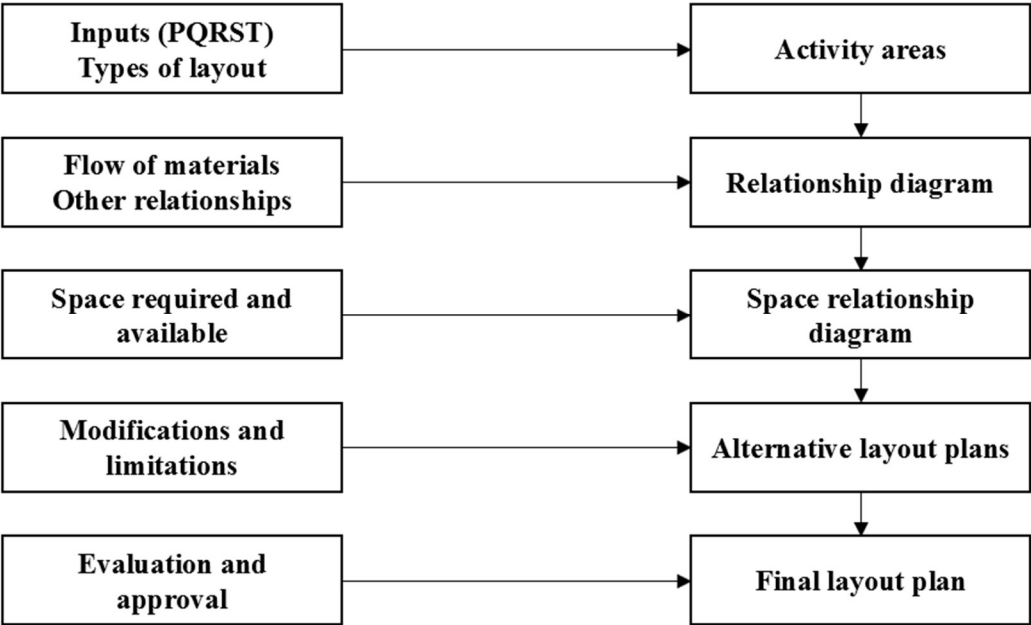 Inputs (PQRST)
Types of layout
Activity areas
Flow of materials
Other relationships
Relationship diagram
Space required and
available
Space relationship
diagram
Modifications and
limitations
Alternative layout plans
Evaluation and
approval
Final layout plan